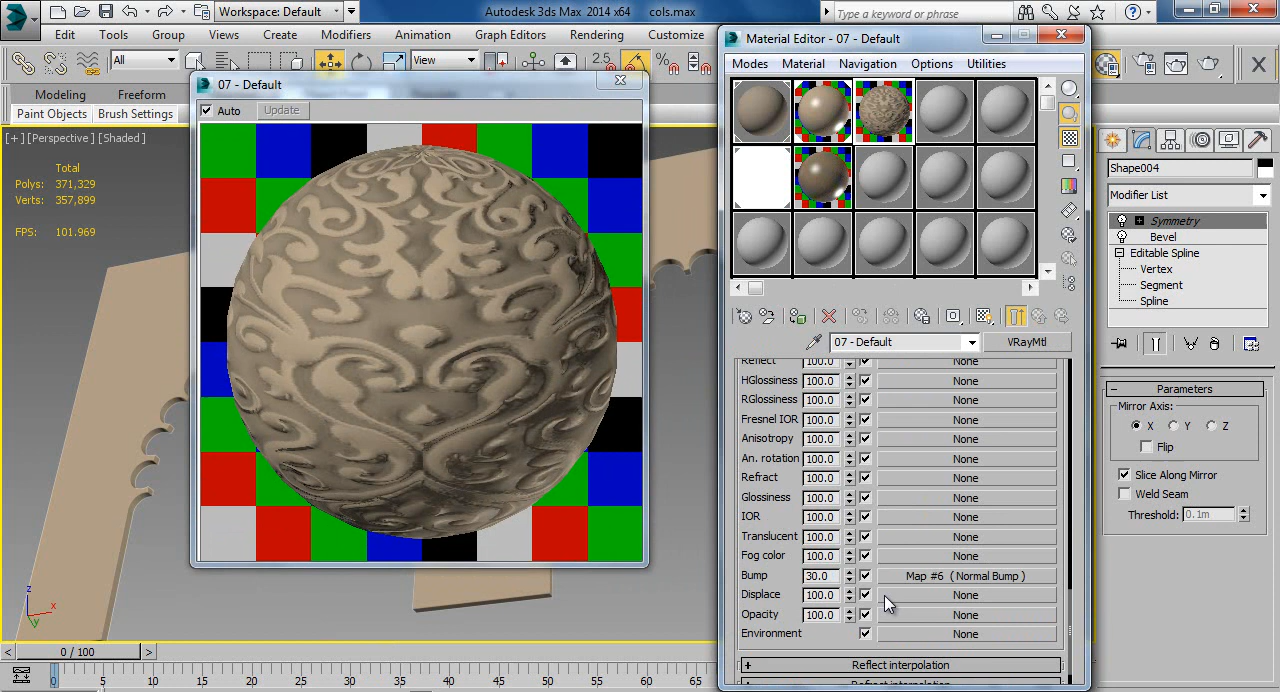 Workspace: Default
Autodesk 3ds Max 2014 x64 cols.max
Type a keyword or phrase
Edit Tools Group Views Create Modifiers Animation Graph Editors Rendering Customize
All
View
2.5
%
Modeling Freeform
Paint Objects Brush Settings
[+] [Perspective] [Shaded]
Total
Polys: 371,329
Verts: 357,899
FPS: 101.969
z
x
y
07 - Default
Auto Update
Material Editor - 07 - Default
Modes Material Navigation Options Utilities
07 - Default VRayMtl
Reflect 100.0 None
HGlossiness 100.0 None
RGlossiness 100.0 None
Fresnel IOR 100.0 None
Anisotropy 100.0 None
An. rotation 100.0 None
Refract 100.0 None
Glossiness 100.0 None
IOR 100.0 None
Translucent 100.0 None
Fog color 100.0 None
Bump 30.0 Map #6 ( Normal Bump )
Displace 100.0 None
Opacity 100.0 None
Environment None
+ Reflect interpolation
+ Refract interpolation
Shape004
Modifier List
Symmetry
Bevel
Editable Spline
Vertex
Segment
Spline
- Parameters
Mirror Axis:
X Y Z
Flip
Slice Along Mirror
Weld Seam
Threshold: 0.1m
< 0 / 100 >
0 5 10 15 20 25 30 35 40 45 50 55 60 65